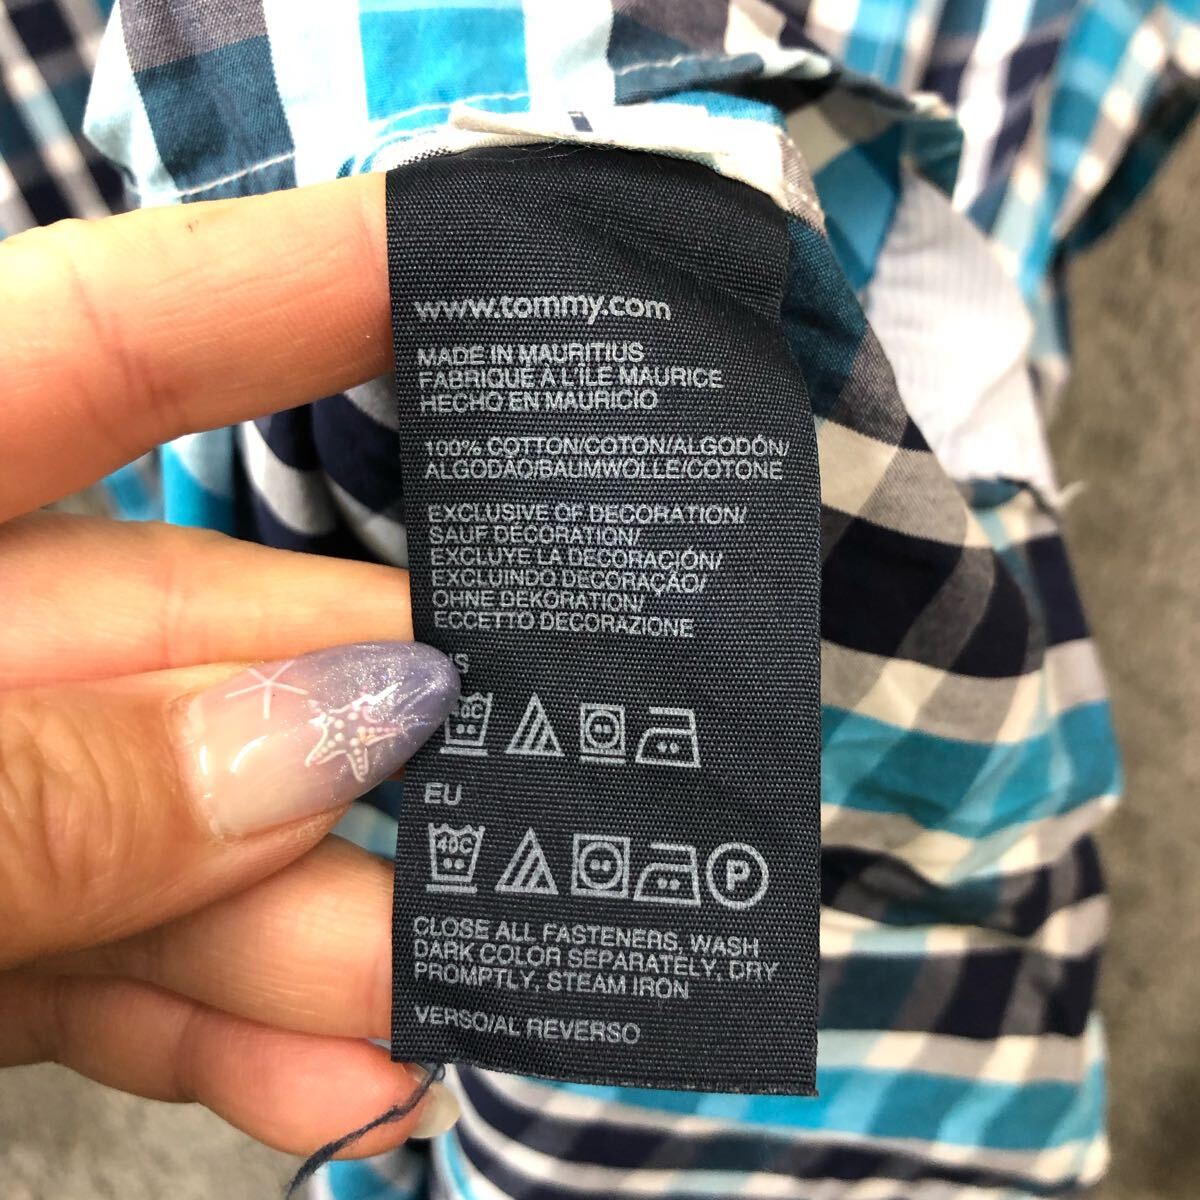 www.tommy.com
MADE IN MAURITIUS
FABRIQUE A L'ÎLE MAURICE
HECHO EN MAURICIO
100% COTTON/COTON/ALGODÓN/
ALGODAO/BAUMWOLLE/COTONE
EXCLUSIVE OF DECORATION/
SAUF DÉCORATION/
EXCLUYE LA DECORACIÓN/
EXCLUINDO DECORAÇÃO/
OHNE DEKORATION/
ECCETTO DECORAZIONE
EU
40C P
CLOSE ALL FASTENERS, WASH
DARK COLOR SEPARATELY, DRY
PROMPTLY, STEAM IRON
VERSO/AL REVERSO